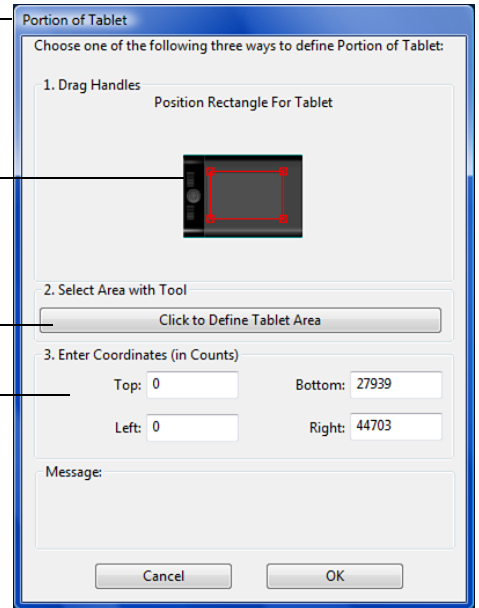 Portion of Tablet
Choose one of the following three ways to define Portion of Tablet:
1. Drag Handles
Position Rectangle For Tablet
2. Select Area with Tool
Click to Define Tablet Area
3. Enter Coordinates (in Counts)
Top: 0 Bottom: 27939
Left: 0 Right: 44703
Message:
Cancel OK